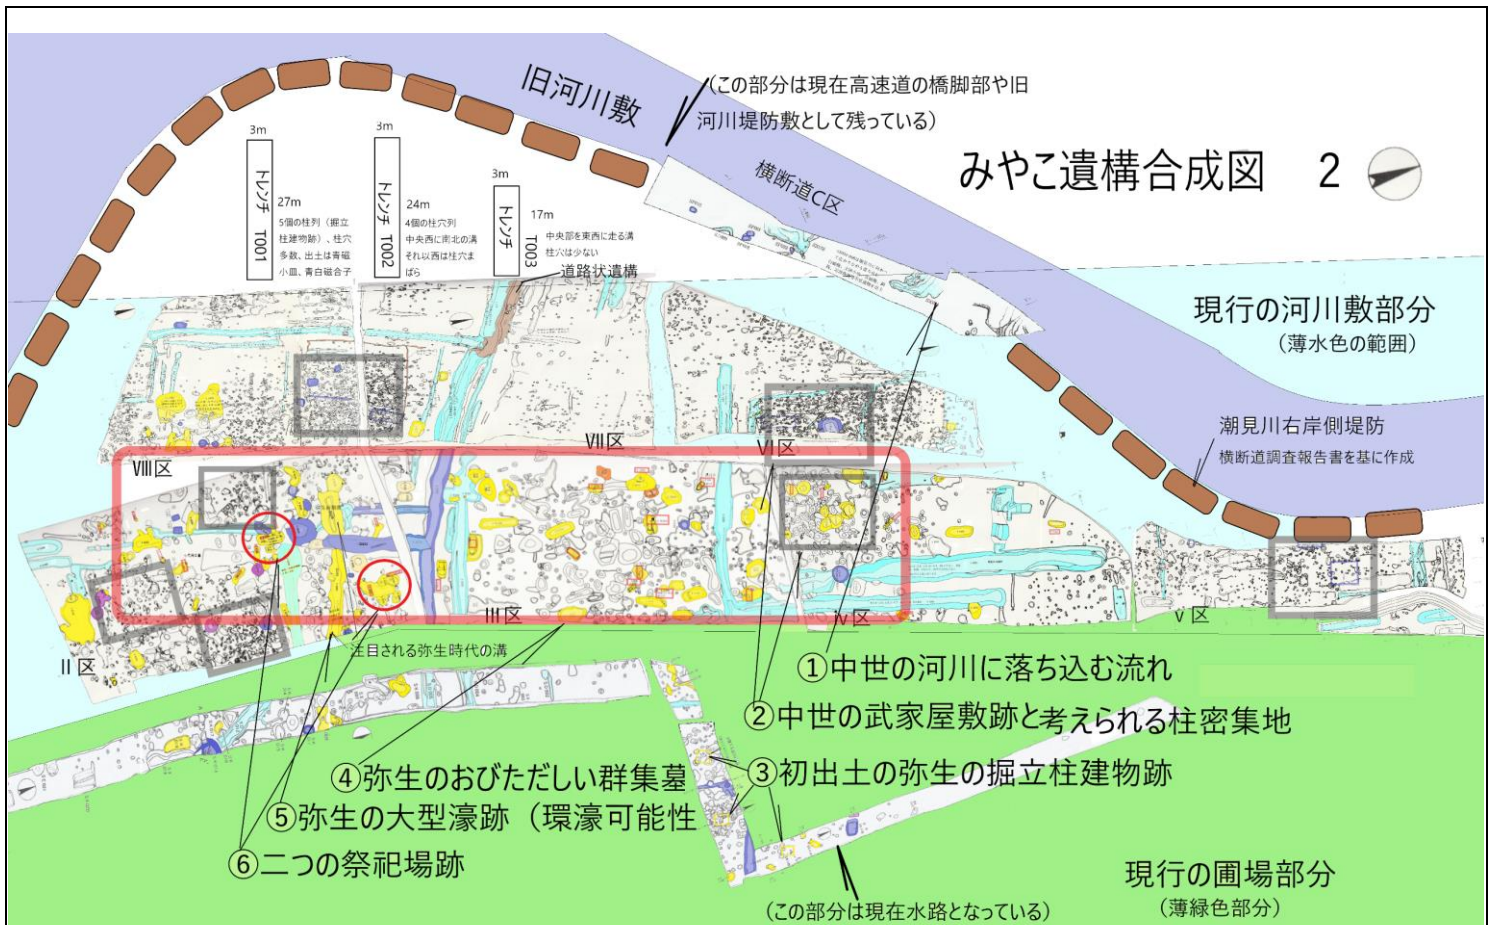 旧河川敷
(この部分は現在高速道の橋脚部や旧
河川堤防敷として残っている)
みやこ遺構合成図 2
横断道C区
3m
トレンチ T001
27m
5個の柱列(掘立
柱建物跡)、柱穴
多数、出土は青磁
小皿、青白磁合子
3m
トレンチ T002
24m
4個の柱穴列
中央西に南北の溝
それ以西は柱穴ま
ばら
3m
トレンチ T003
17m
中央部を東西に走る溝
柱穴は少ない
道路状遺構
現行の河川敷部分
(薄水色の範囲)
潮見川右岸側堤防
横断道調査報告書を基に作成
VIII区
VII区
VI区
II区
III区
iv区
v区
注目される弥生時代の溝
①中世の河川に落ち込む流れ
②中世の武家屋敷跡と考えられる柱密集地
③初出土の弥生の掘立柱建物跡
④弥生のおびただしい群集墓
⑤弥生の大型濠跡(環濠可能性
⑥二つの祭祀場跡
現行の圃場部分
(薄緑色部分)
(この部分は現在水路となっている)